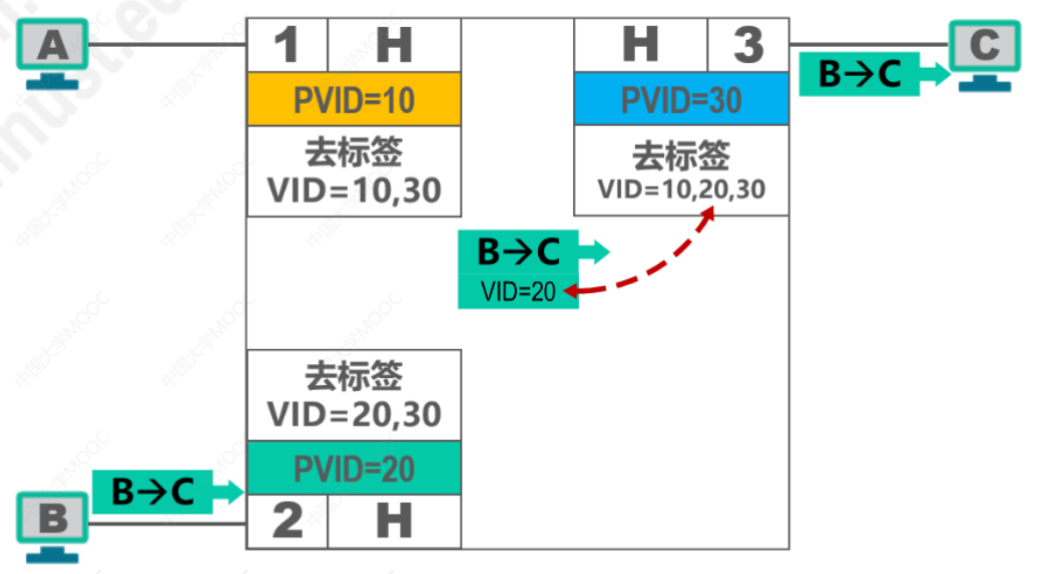 A
1 H
PVID=10
去标签
VID=10,30
H 3
PVID=30
去标签
VID=10,20,30
C
B→C
B→C
VID=20
去标签
VID=20,30
PVID=20
2 H
B→C
B
中国大学MOOC